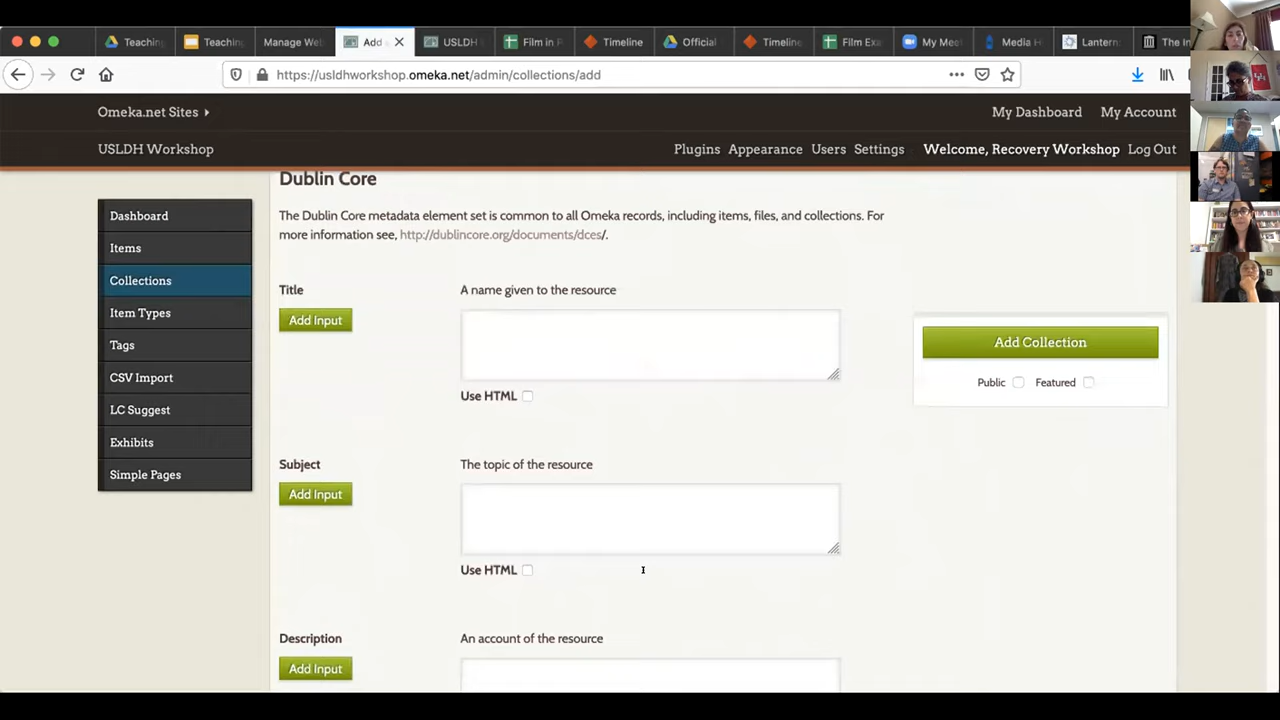 Teaching
Teaching
Manage Web
Add
USLDH
Film in
Timeline
Official
Timeline
Film Exa
My Meet
Media H
Lantern:
The In
https://usldhworkshop.omeka.net/admin/collections/add
Omeka.net Sites
My Dashboard My Account
USLDH Workshop
Plugins Appearance Users Settings Welcome, Recovery Workshop Log Out
Dashboard
Items
Collections
Item Types
Tags
CSV Import
LC Suggest
Exhibits
Simple Pages
Dublin Core
The Dublin Core metadata element set is common to all Omeka records, including items, files, and collections. For
more information see, http://dublincore.org/documents/dces/.
Title
A name given to the resource
Add Input
Use HTML
Subject
The topic of the resource
Add Input
Use HTML
Description
An account of the resource
Add Input
Add Collection
Public Featured